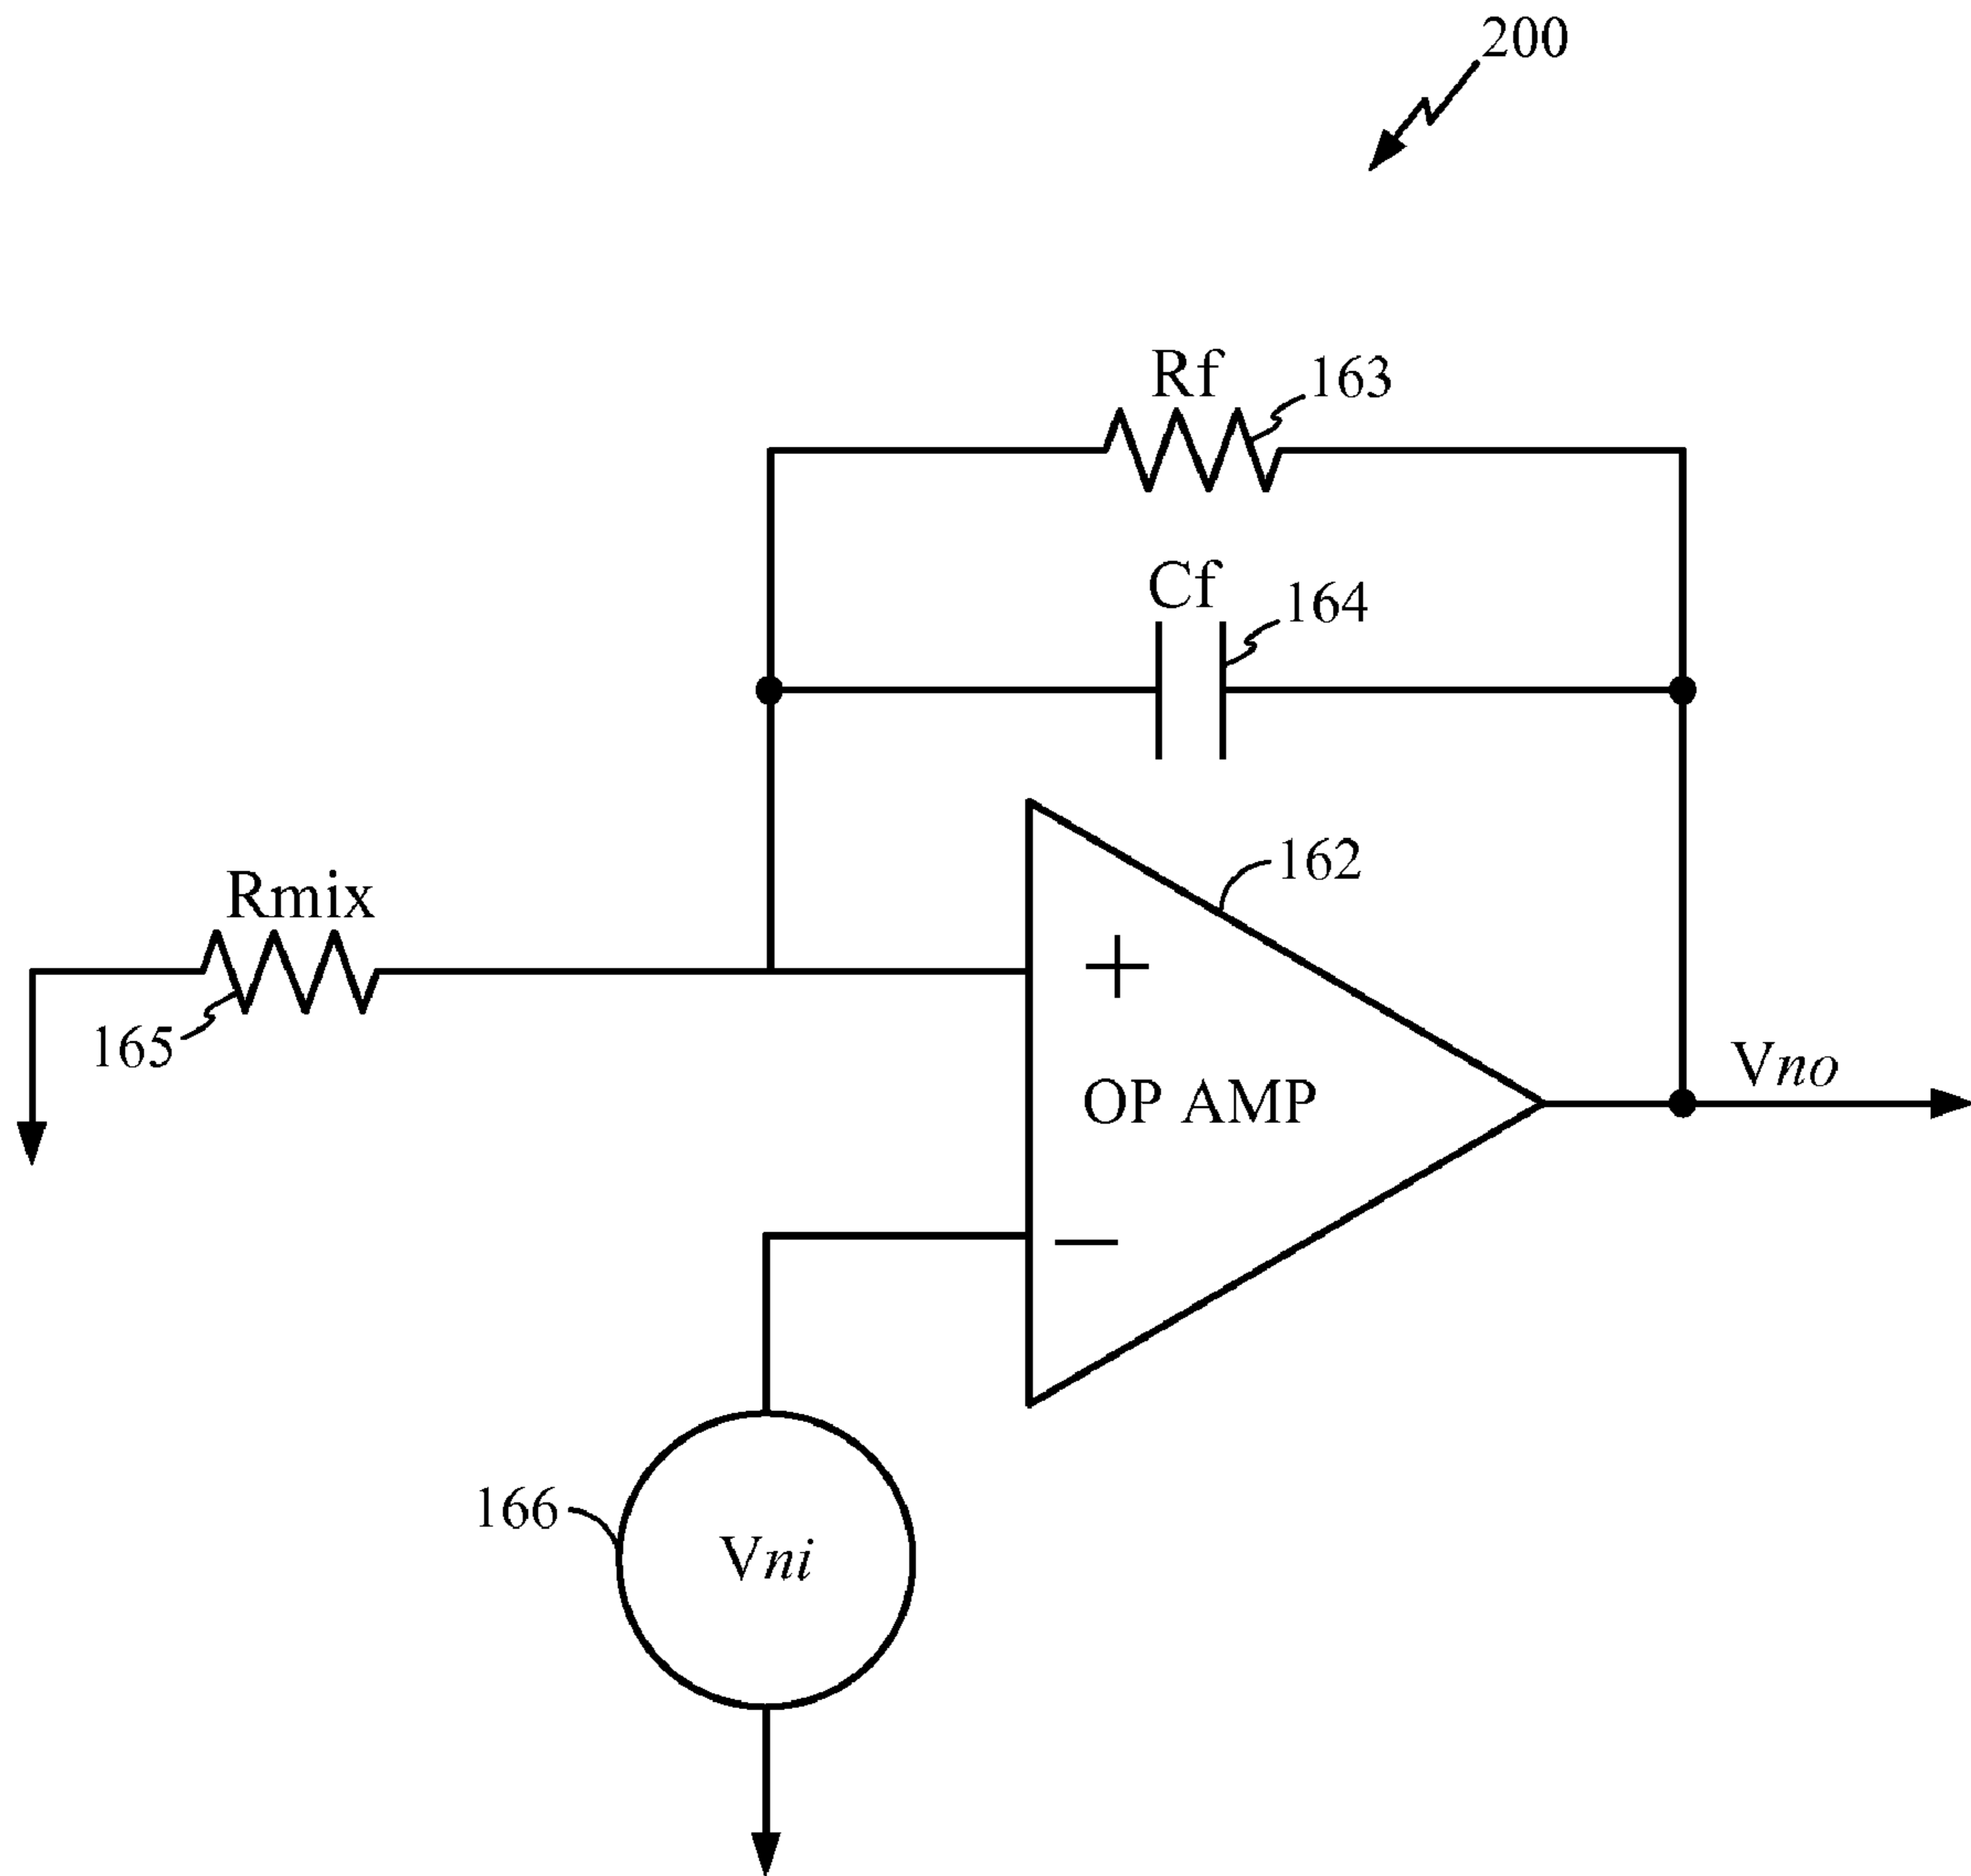 200
Rf
163
Cf
164
162
Rmix
+
165
OP AMP
Vno
−
166
Vni